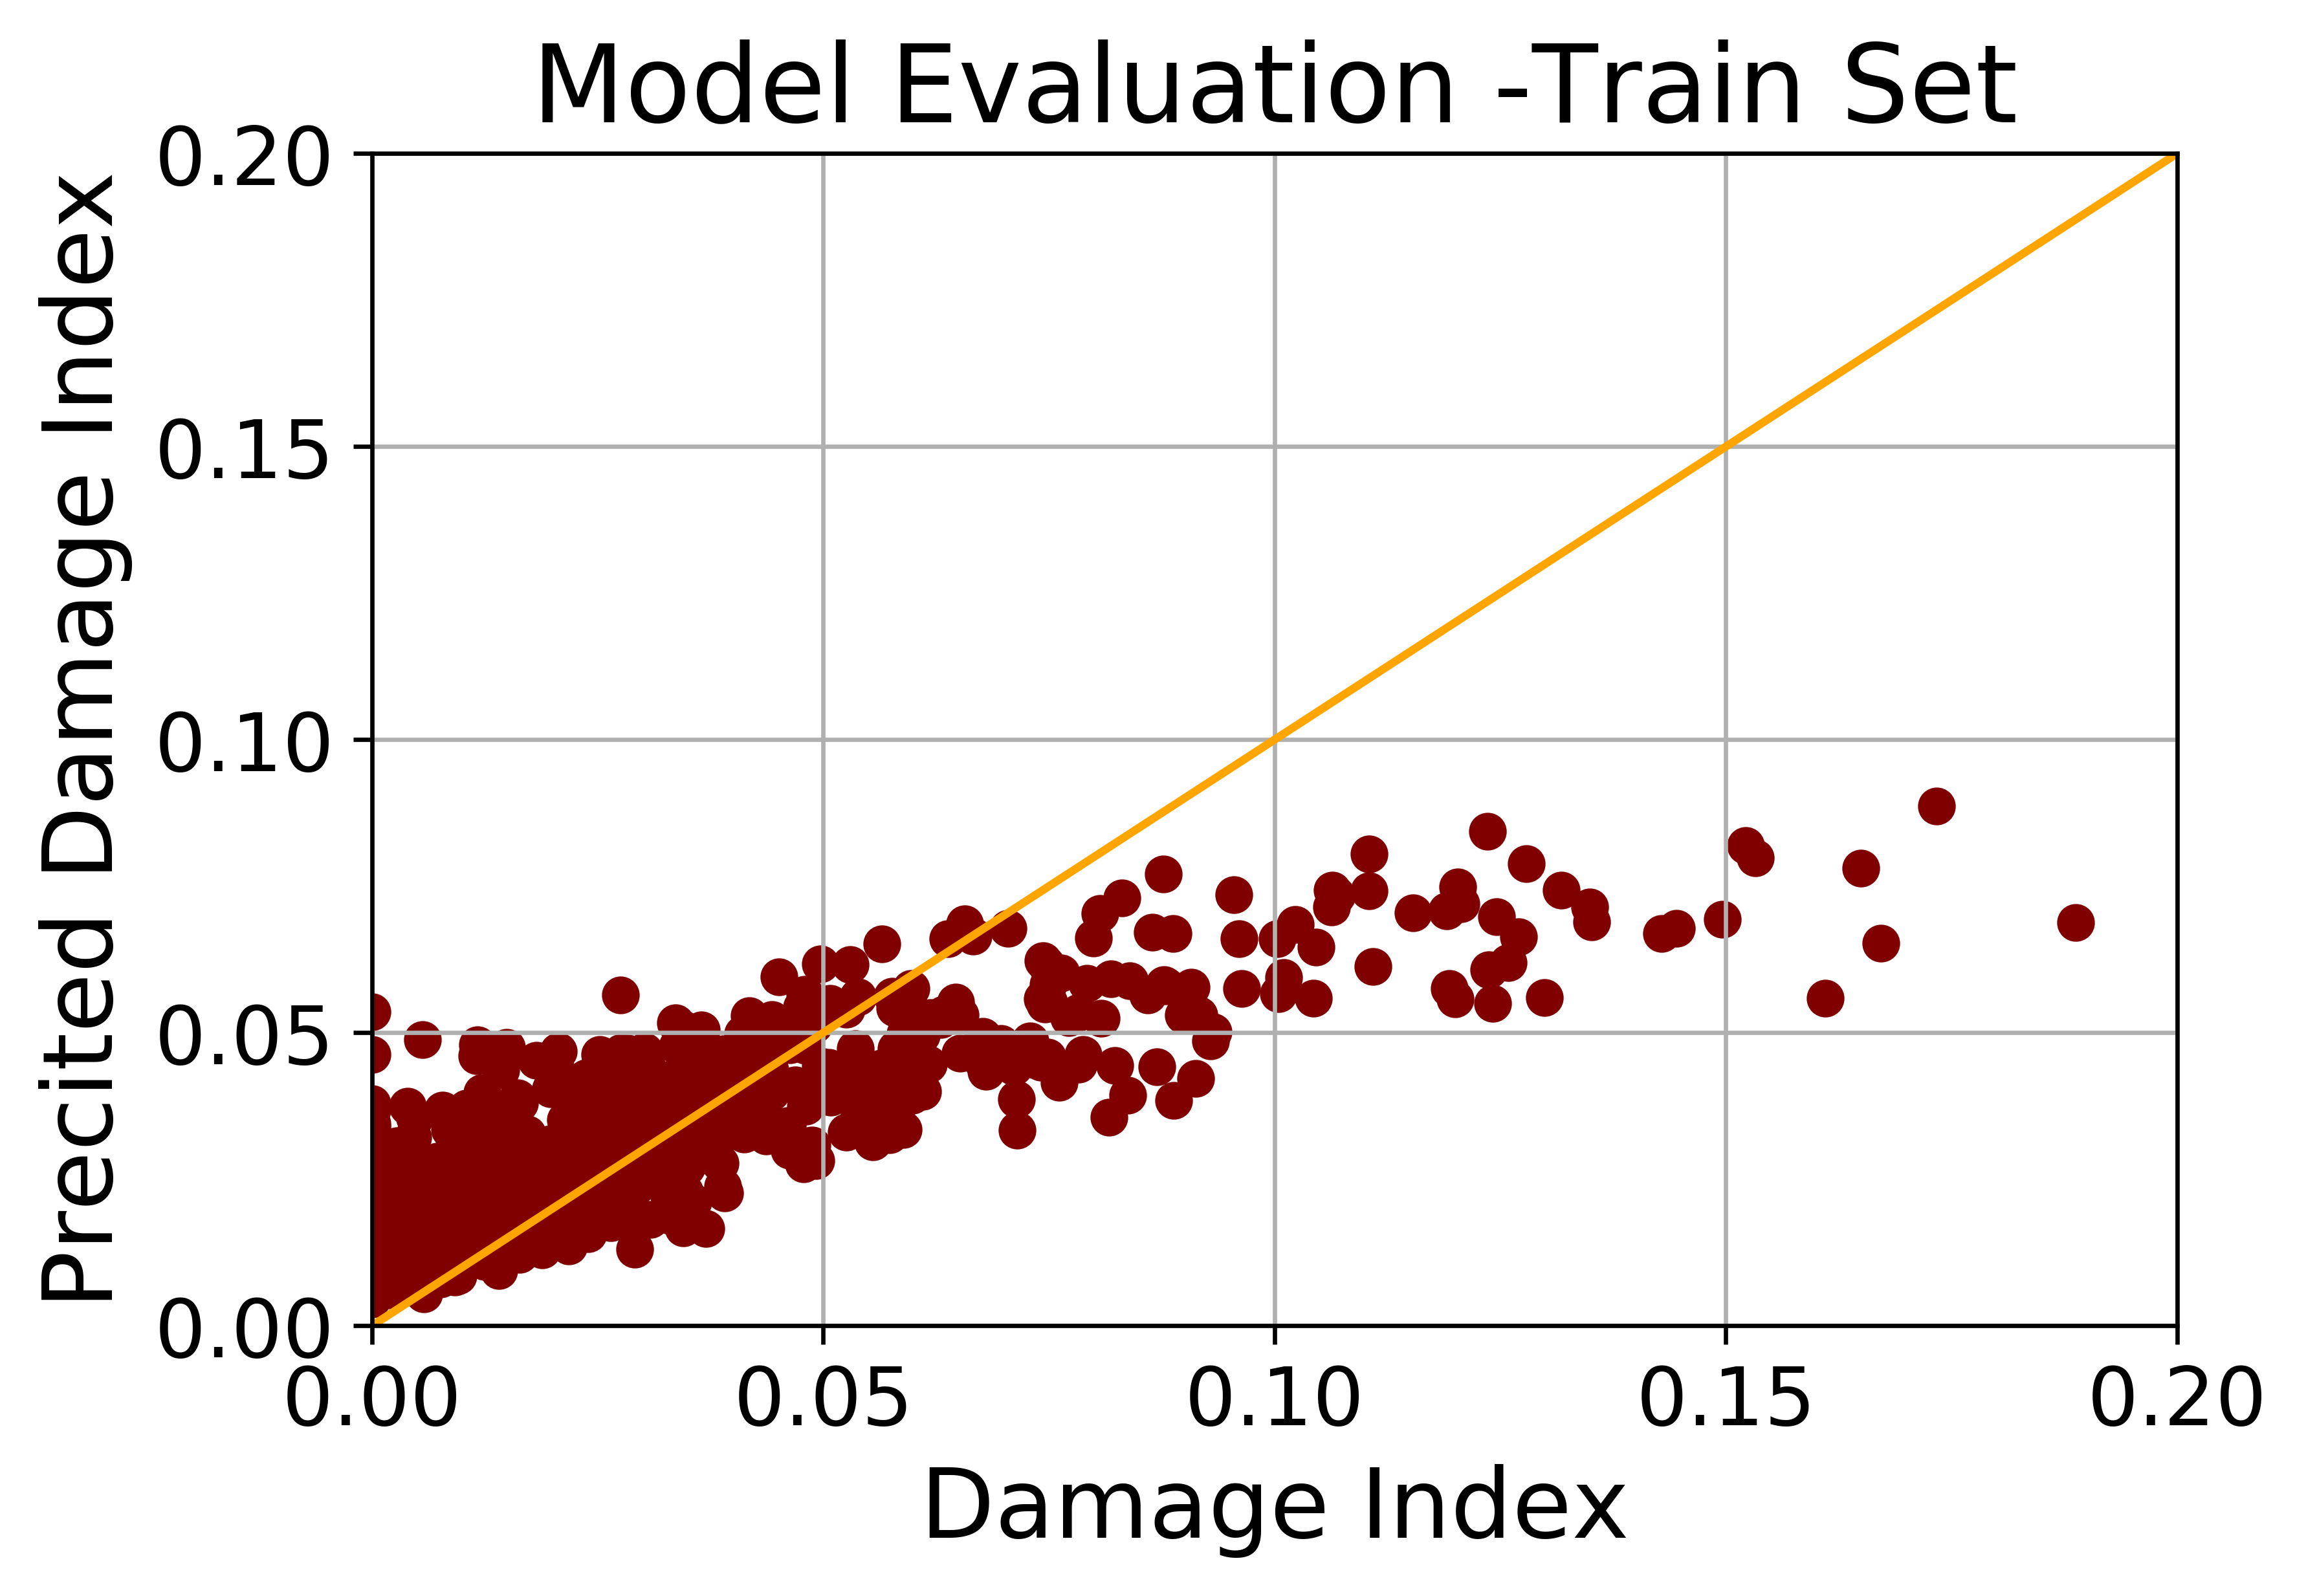 Model Evaluation -Train Set
0.20
0.15
0.10
0.05
0.00
Precited Damage Index
0.00 0.05 0.10 0.15 0.20
Damage Index